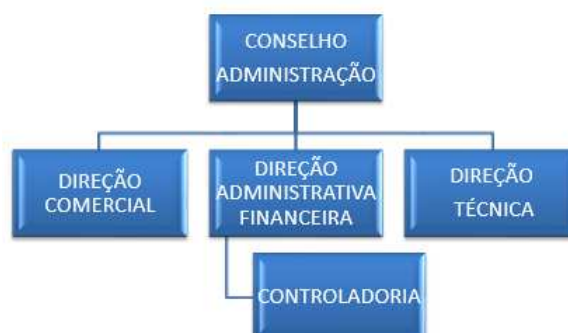 CONSELHO
ADMINISTRAÇÃO
DIREÇÃO
COMERCIAL
DIREÇÃO
ADMINISTRATIVA
FINANCEIRA
DIREÇÃO
TÉCNICA
CONTROLADORIA